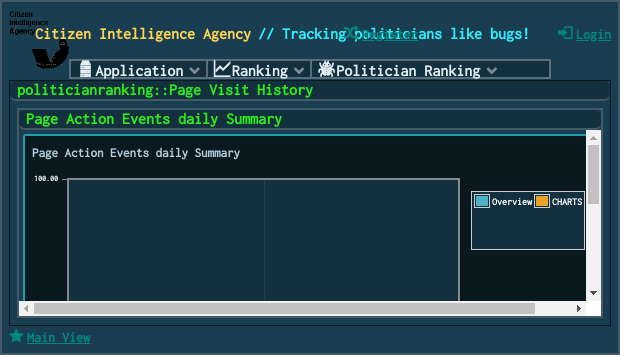 Citizen
Intelligence
Agency
Citizen Intelligence Agency // Tracking politicians like bugs!
Register
Login
Application
Ranking
Politician Ranking
politicianranking::Page Visit History
Page Action Events daily Summary
Page Action Events daily Summary
100.00
Overview
CHARTS
Main View